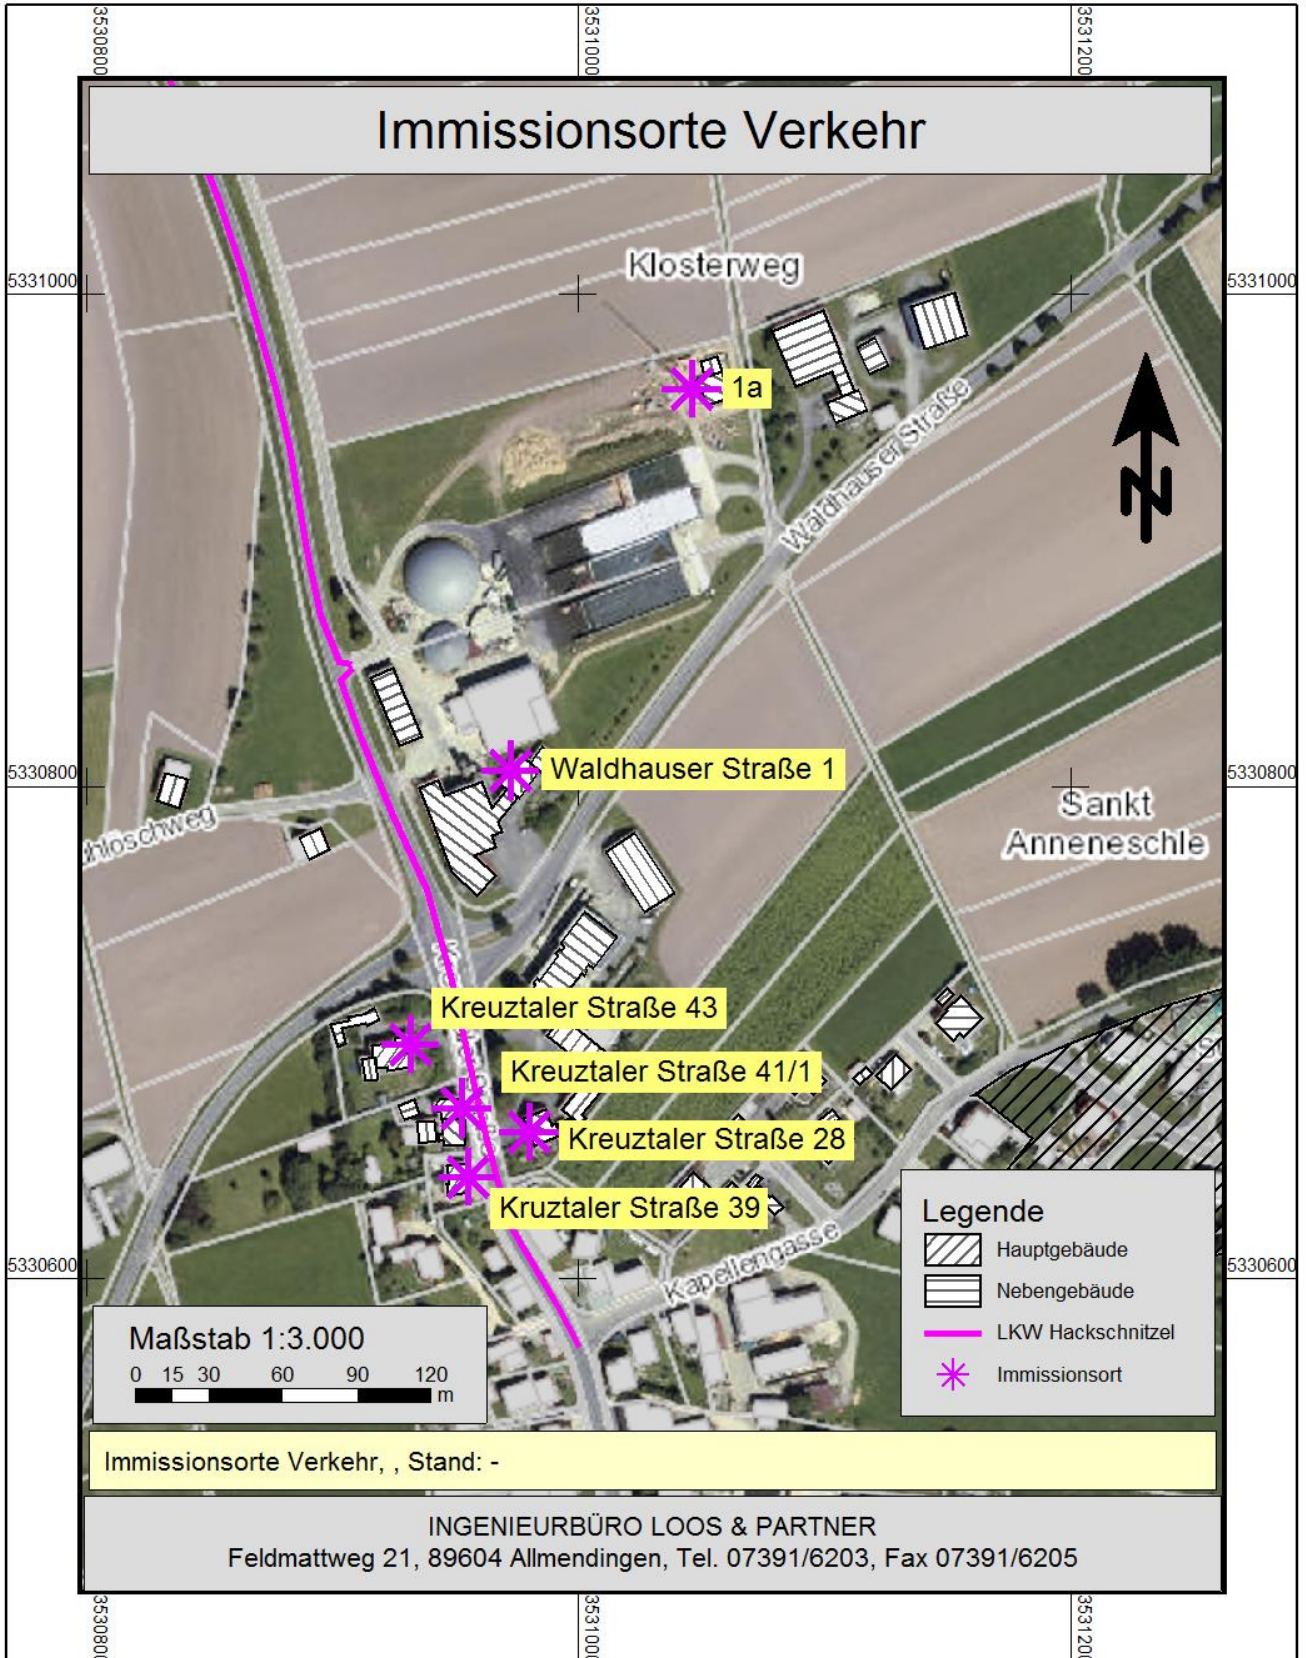 3530800
3531000
3531200
Immissionsorte Verkehr
Klosterweg
5331000
5331000
1a
Waldhauser Straße
Waldhauser Straße 1
5330800
5330800
Sankt
Anneneschle
Kreuztaler Straße 43
Kreuztaler Straße 41/1
Kreuztaler Straße 28
Kruztaler Straße 39
Kapellengasse
5330600
5330600
Legende
Hauptgebäude
Nebengebäude
LKW Hackschnitzel
Immissionsort
Maßstab 1:3.000
0 15 30 60 90 120
m
Immissionsorte Verkehr, , Stand: -
INGENIEURBÜRO LOOS & PARTNER
Feldmattweg 21, 89604 Allmendingen, Tel. 07391/6203, Fax 07391/6205
3530800
3531000
3531200